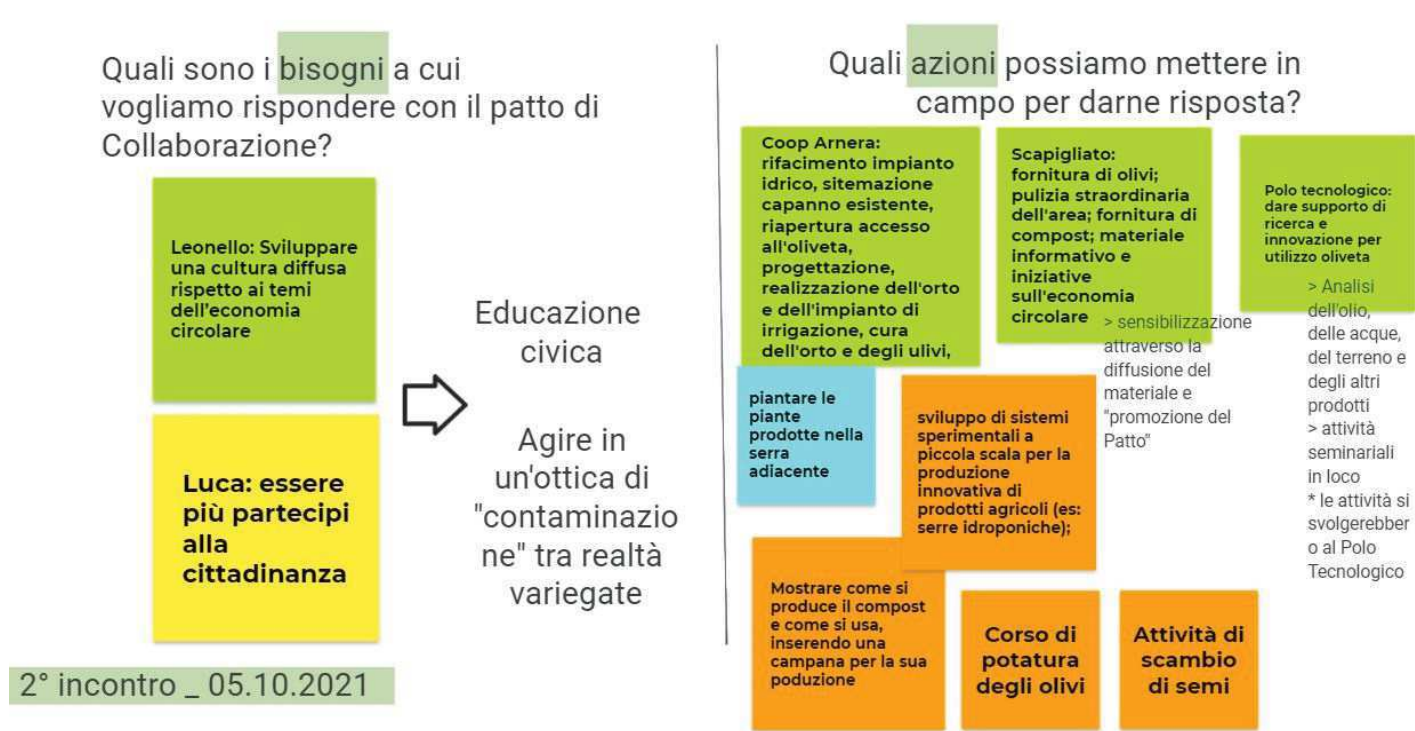 Quali sono i bisogni a cui
vogliamo rispondere con il patto di
Collaborazione?
Leonello: Sviluppare
una cultura diffusa
rispetto ai temi
dell'economia
circolare
Luca: essere
più partecipi
alla
cittadinanza
Educazione
civica
Agire in
un'ottica di
"contaminazio
ne" tra realtà
variegate
2° incontro _ 05.10.2021
Quali azioni possiamo mettere in
campo per darne risposta?
Coop Arnera:
rifacimento impianto
idrico, sitemazione
capanno esistente,
riapertura accesso
all'oliveta,
progettazione,
realizzazione dell'orto
e dell'impianto di
irrigazione, cura
dell'orto e degli ulivi,
Scapigliato:
fornitura di olivi;
pulizia straordinaria
dell'area; fornitura di
compost; materiale
informativo e
iniziative
sull'economia
circolare
> sensibilizzazione
attraverso la
diffusione del
materiale e
"promozione del
Patto"
Polo tecnologico:
dare supporto di
ricerca e
innovazione per
utilizzo oliveta
> Analisi
dell'olio,
delle acque,
del terreno e
degli altri
prodotti
> attività
seminariali
in loco
* le attività si
svolgerebber
o al Polo
Tecnologico
piantare le
piante
prodotte nella
serra
adiacente
sviluppo di sistemi
sperimentali a
piccola scala per la
produzione
innovativa di
prodotti agricoli (es:
serre idroponiche);
Mostrare come si
produce il compost
e come si usa,
inserendo una
campana per la sua
poduzione
Corso di
potatura
degli olivi
Attività di
scambio
di semi